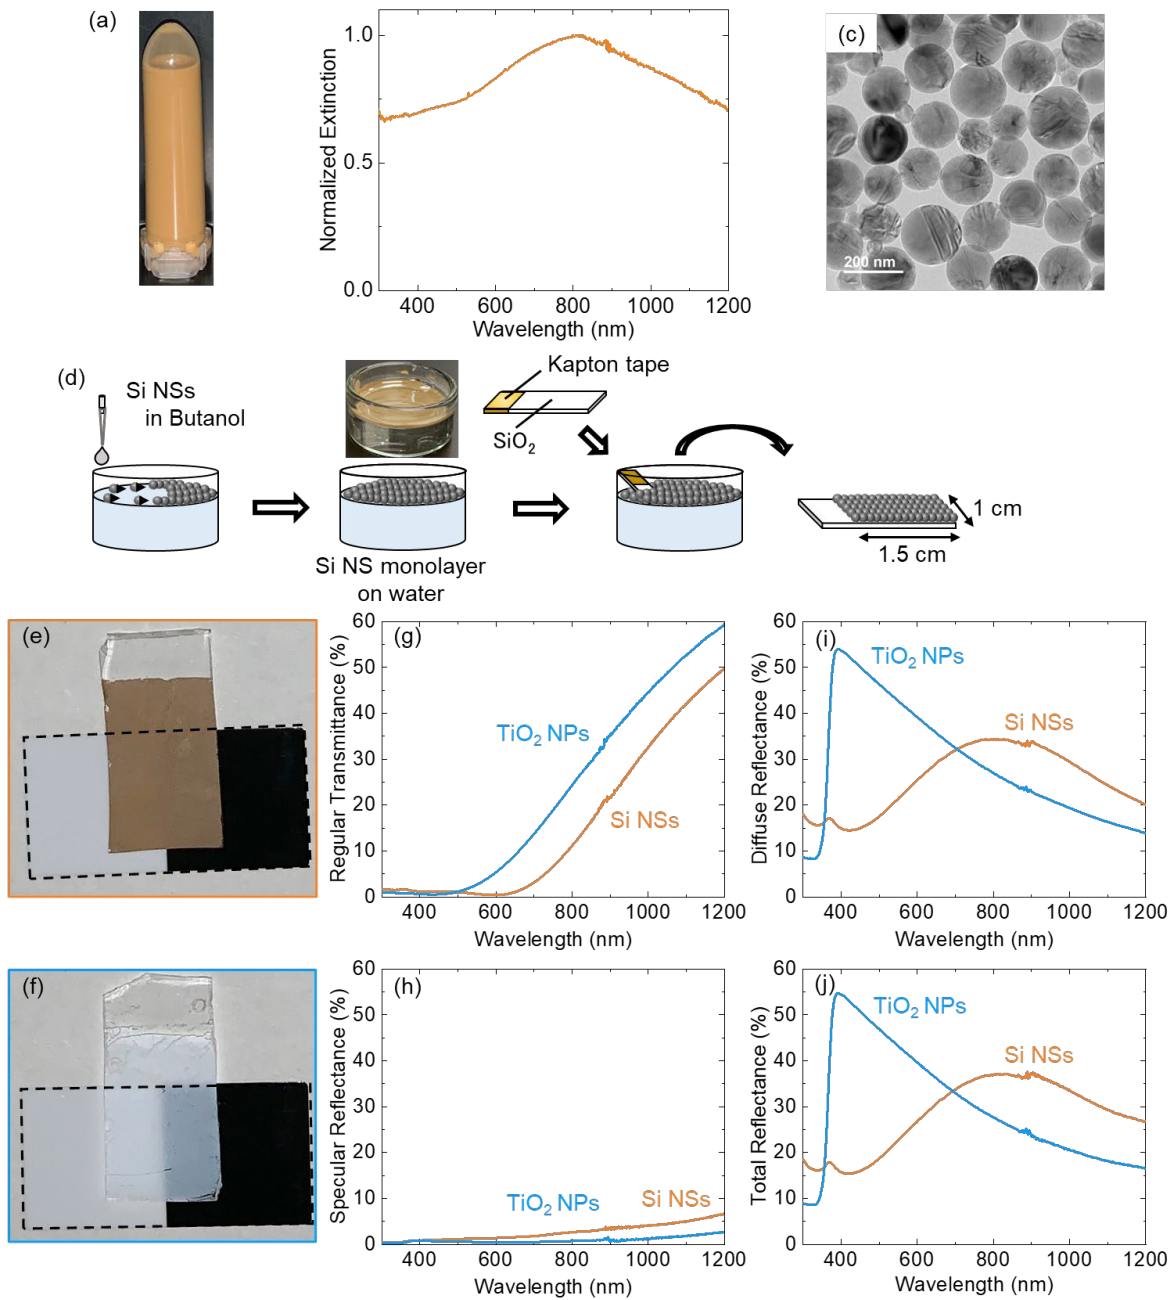 (a)
Normalized Extinction
1.0
0.5
0.0
400
600
800
1000
1200
Wavelength (nm)
(c)
200 nm
(d)
Si NSs
in Butanol
Kapton tape
SiO₂
Si NS monolayer
on water
1 cm
1.5 cm
(e)
(g)
Regular Transmittance (%)
60
50
40
30
20
10
0
TiO₂ NPs
Si NSs
400
600
800
1000
1200
Wavelength (nm)
(i)
Diffuse Reflectance (%)
60
50
40
30
20
10
0
TiO₂ NPs
Si NSs
400
600
800
1000
1200
Wavelength (nm)
(f)
(h)
Specular Reflectance (%)
60
50
40
30
20
10
0
TiO₂ NPs
Si NSs
400
600
800
1000
1200
Wavelength (nm)
(j)
Total Reflectance (%)
60
50
40
30
20
10
0
TiO₂ NPs
Si NSs
400
600
800
1000
1200
Wavelength (nm)